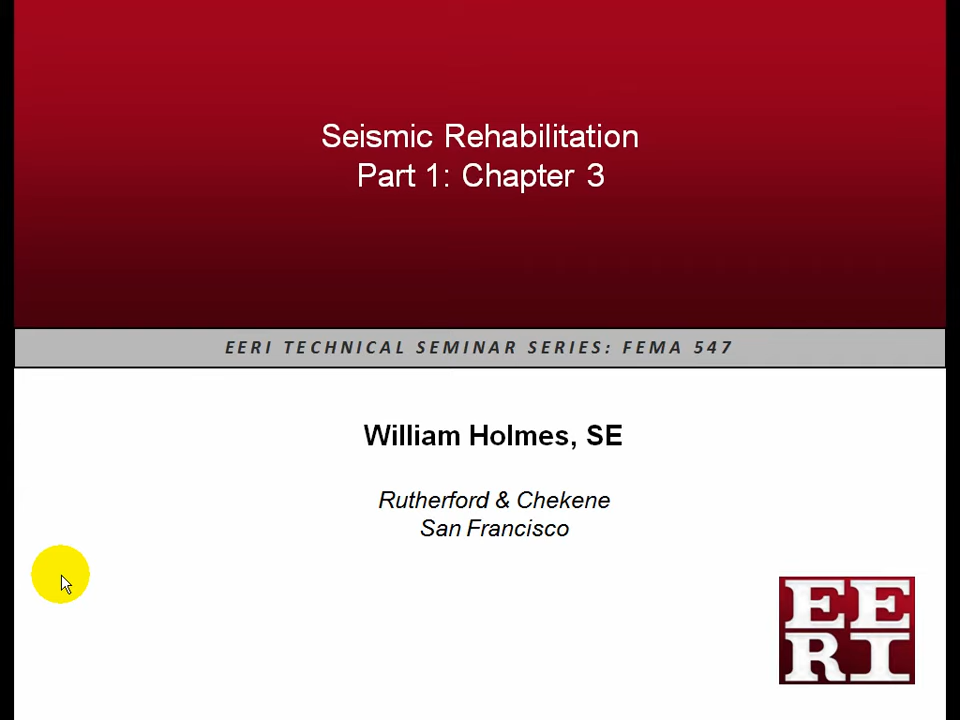 Seismic Rehabilitation
Part 1: Chapter 3
EERI TECHNICAL SEMINAR SERIES: FEMA 547
William Holmes, SE
Rutherford & Chekene
San Francisco
EE
RI